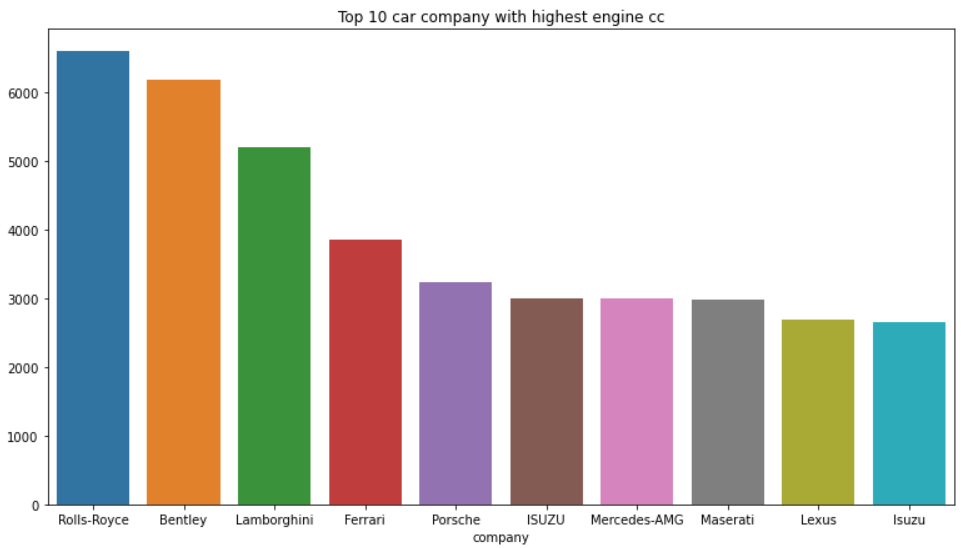 Top 10 car company with highest engine cc
6000
5000
4000
3000
2000
1000
0
Rolls-Royce Bentley Lamborghini Ferrari Porsche ISUZU Mercedes-AMG Maserati Lexus Isuzu
company